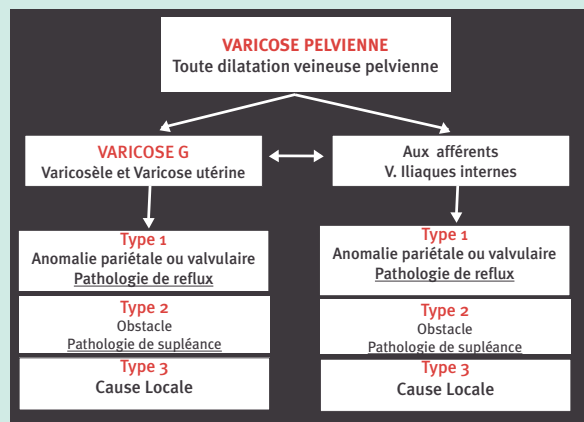 VARICOSE PELVIENNE
Toute dilatation veineuse pelvienne
VARICOSE G
Varicosèle et Varicose utérine
Aux afférents
V. Iliaques internes
Type 1
Anomalie pariétale ou valvulaire
Pathologie de reflux
Type 2
Obstacle
Pathologie de supléance
Type 3
Cause Locale
Type 1
Anomalie pariétale ou valvulaire
Pathologie de reflux
Type 2
Obstacle
Pathologie de supléance
Type 3
Cause Locale